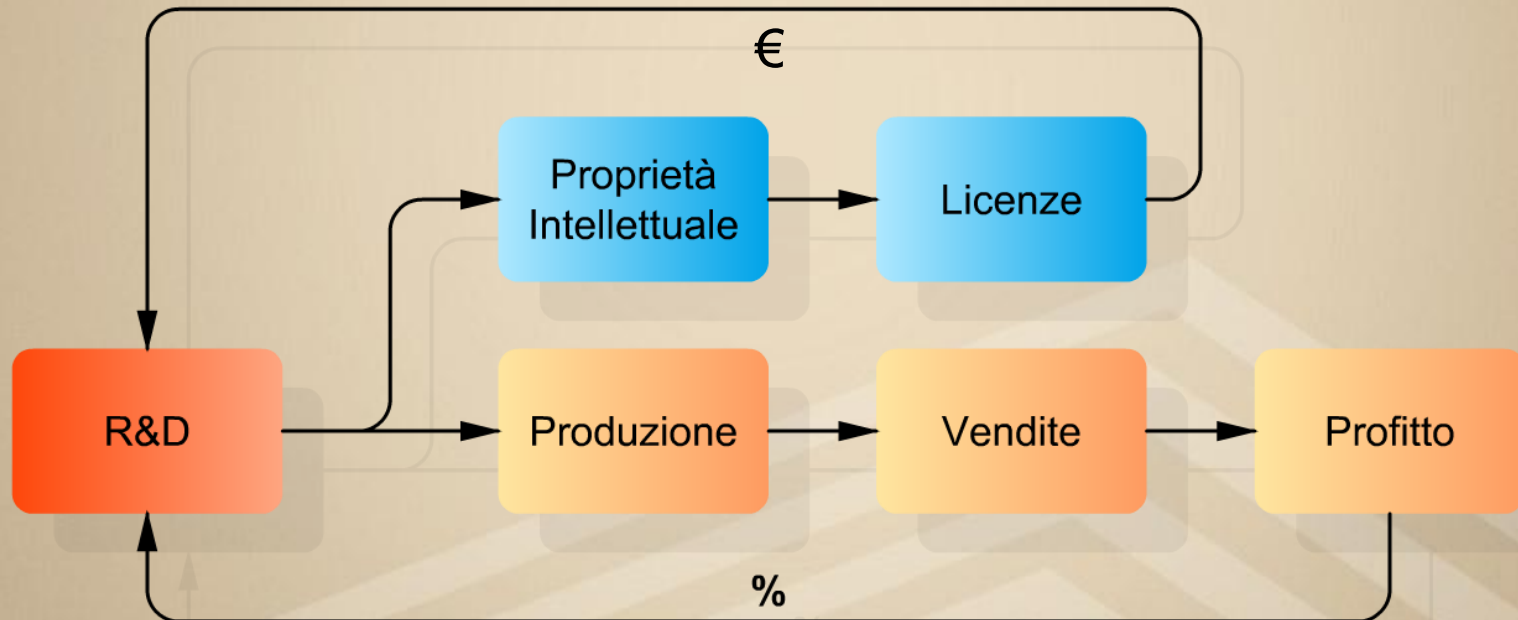 €
Proprietà
Intellettuale
Licenze
R&D
Produzione
Vendite
Profitto
%